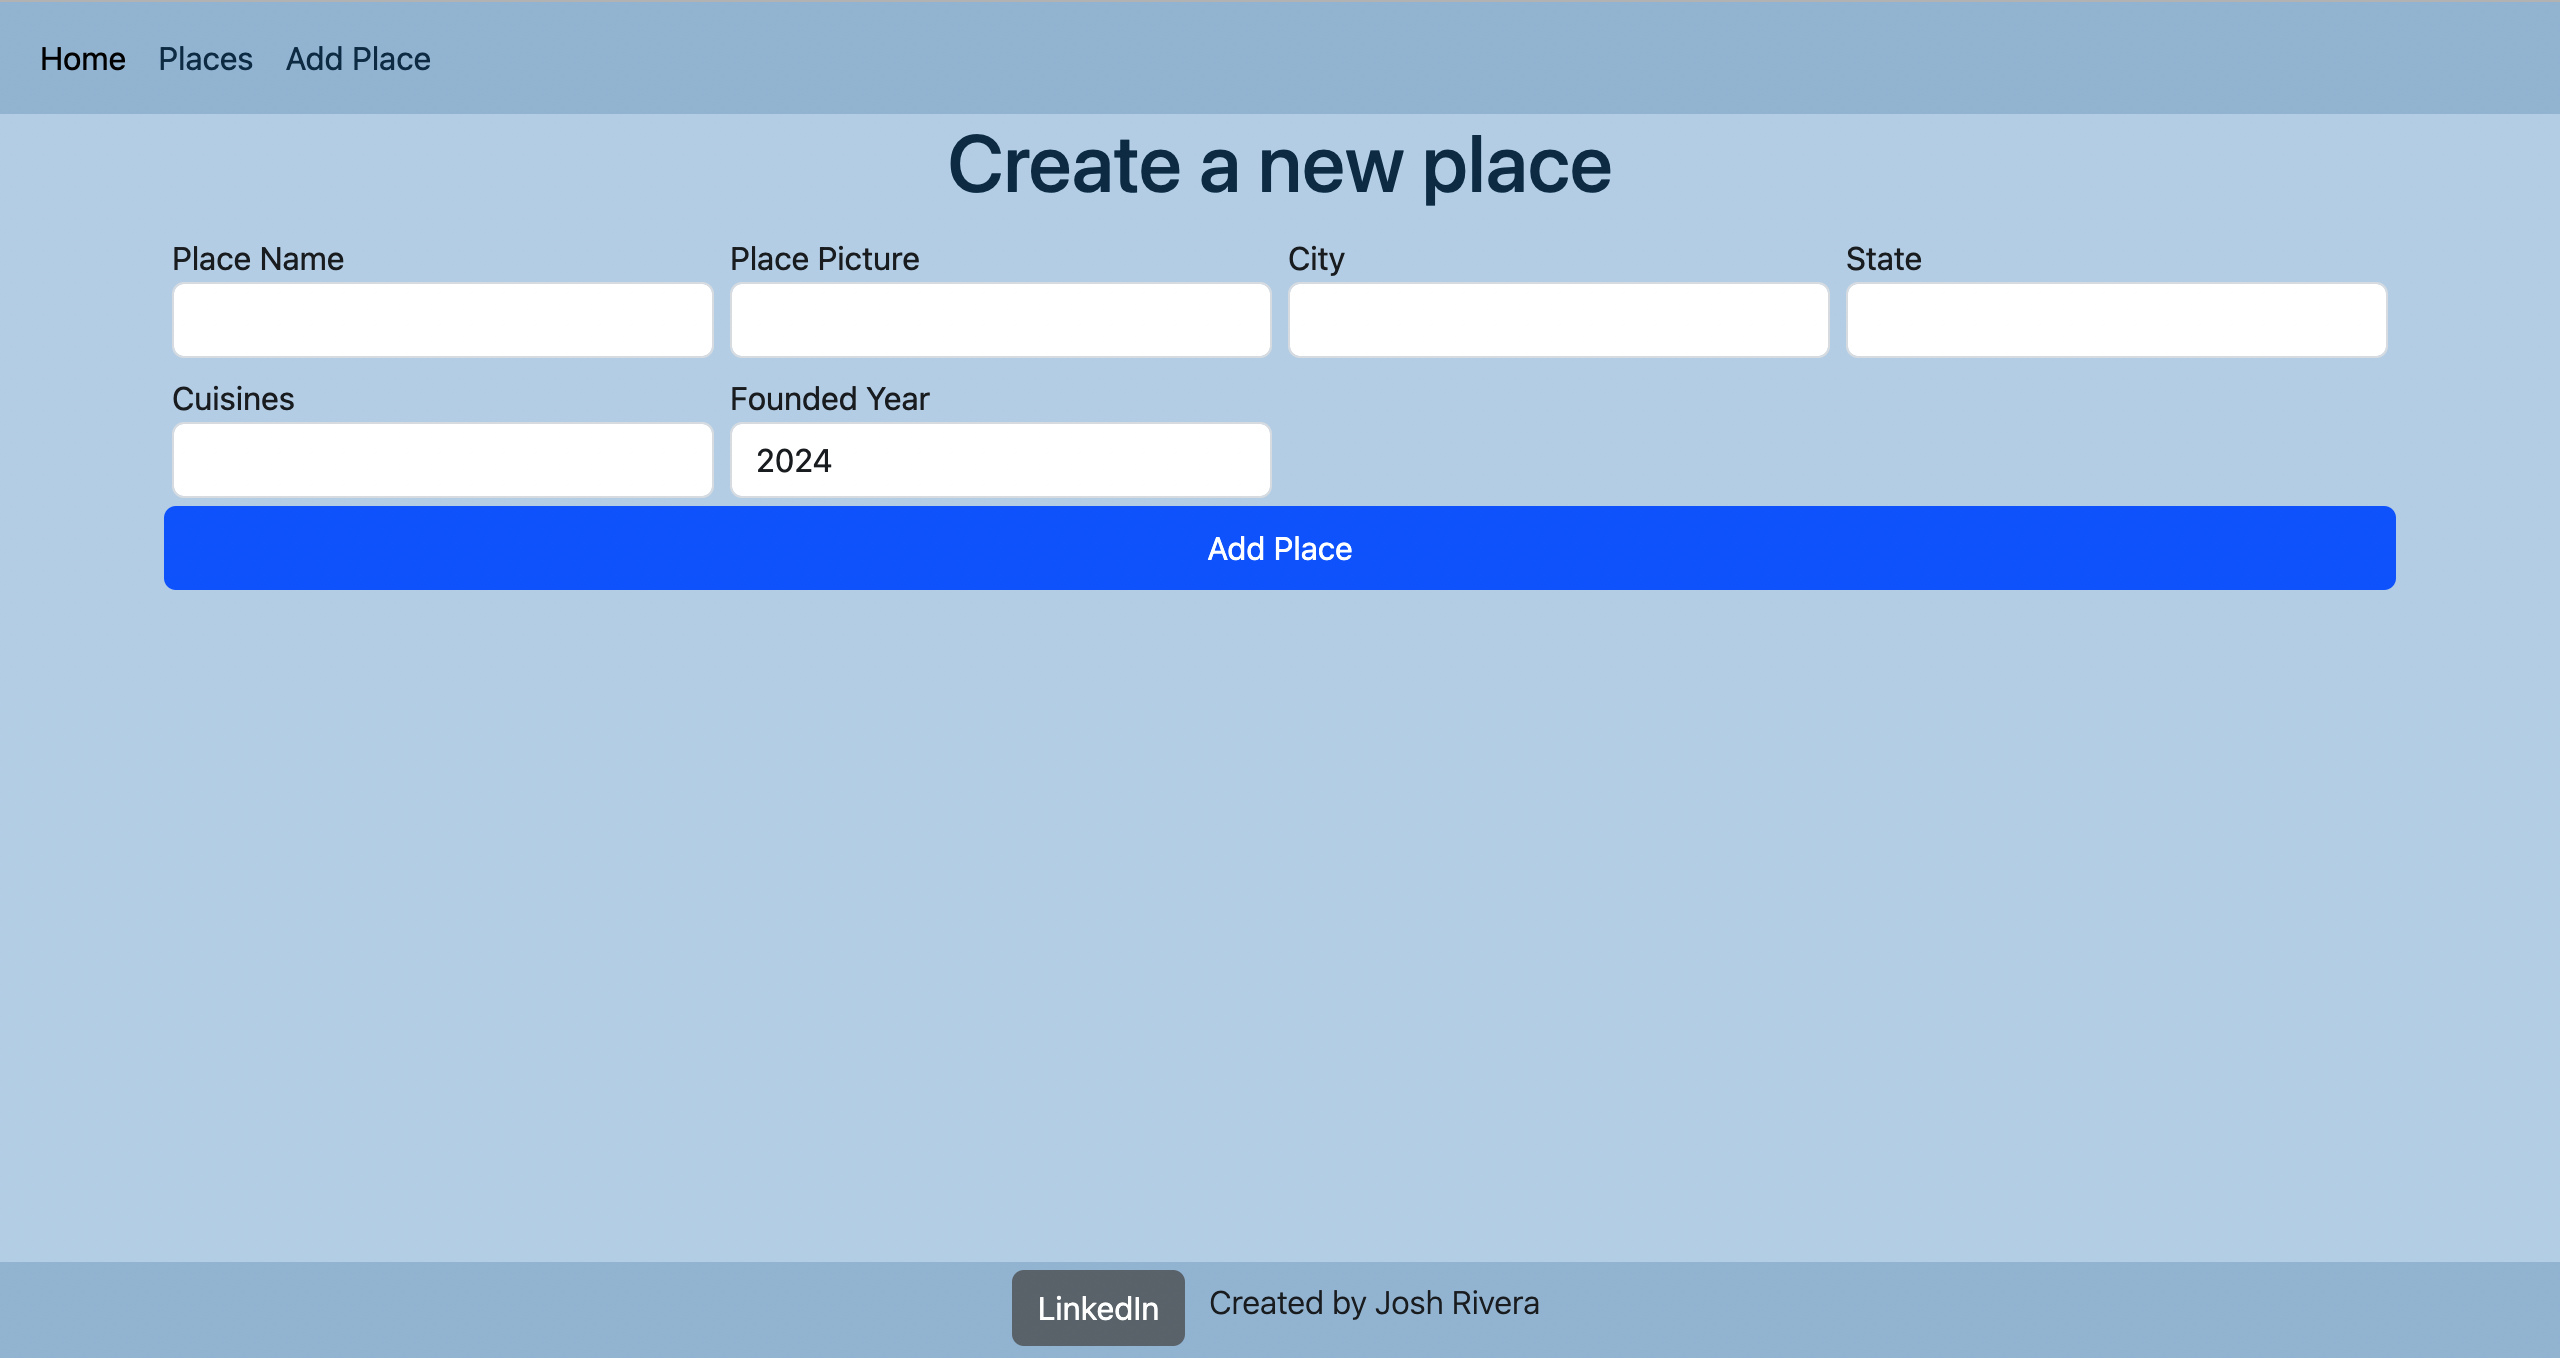 Home Places Add Place
Create a new place
Place Name Place Picture City State
Cuisines Founded Year
2024
Add Place
LinkedIn Created by Josh Rivera